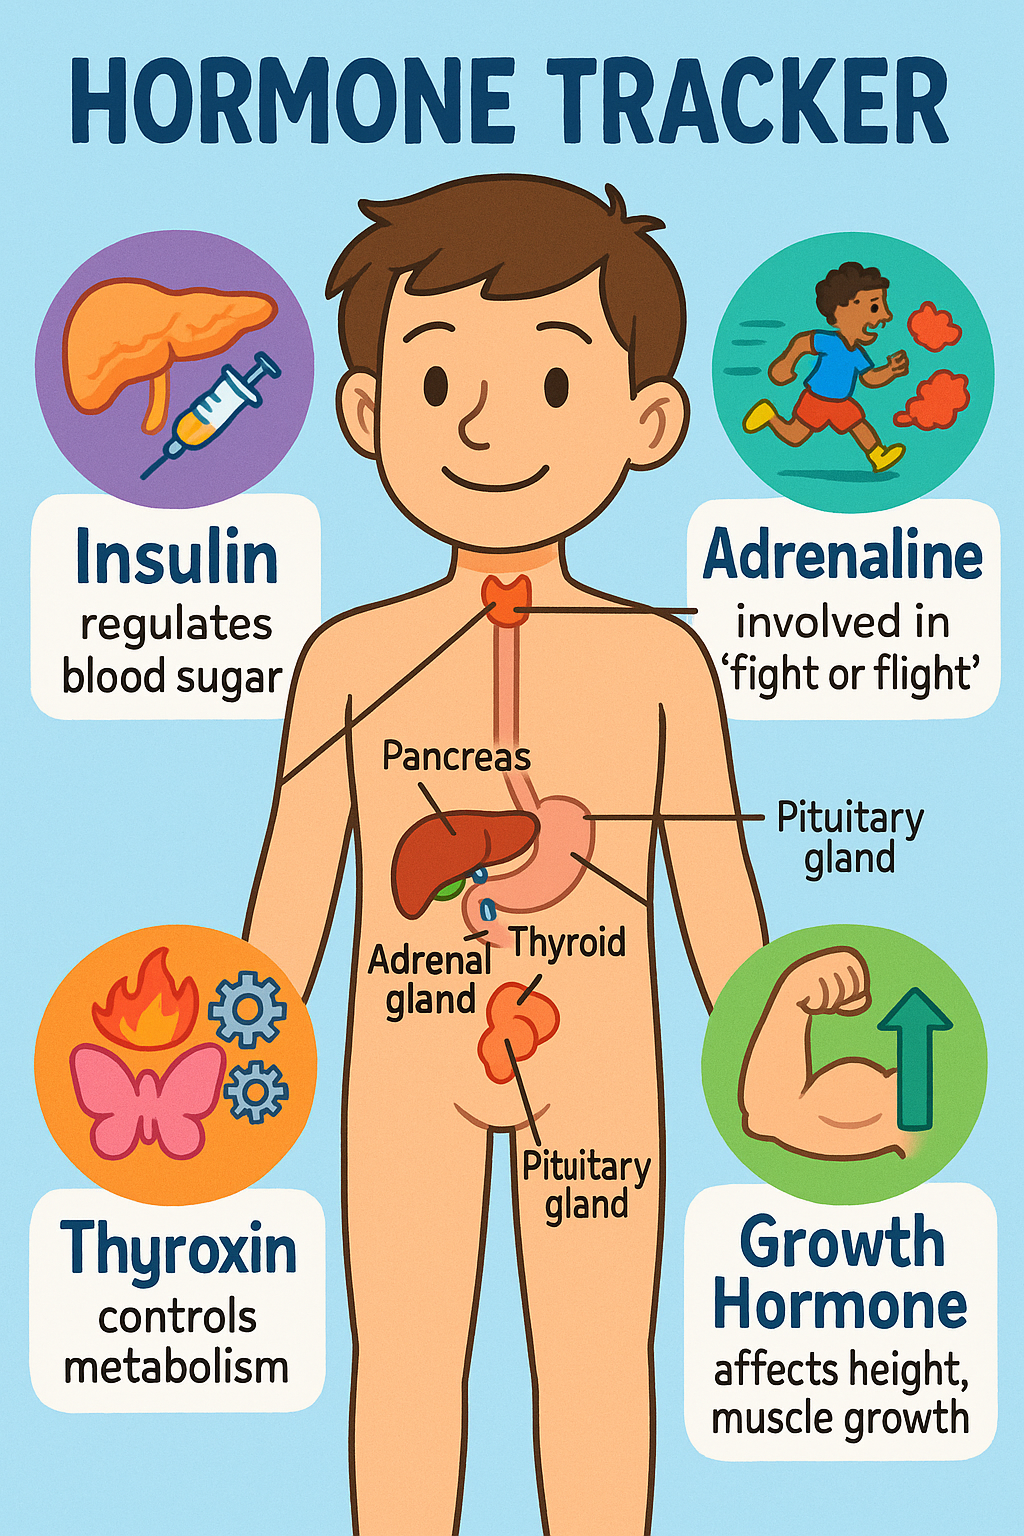 HORMONE TRACKER
Insulin
regulates
blood sugar
Adrenaline
involved in
‘fight or flight’
Pancreas
Pituitary
gland
Adrenal
gland
Thyroid
Pituitary
gland
Thyroxin
controls
metabolism
Growth
Hormone
affects height,
muscle growth